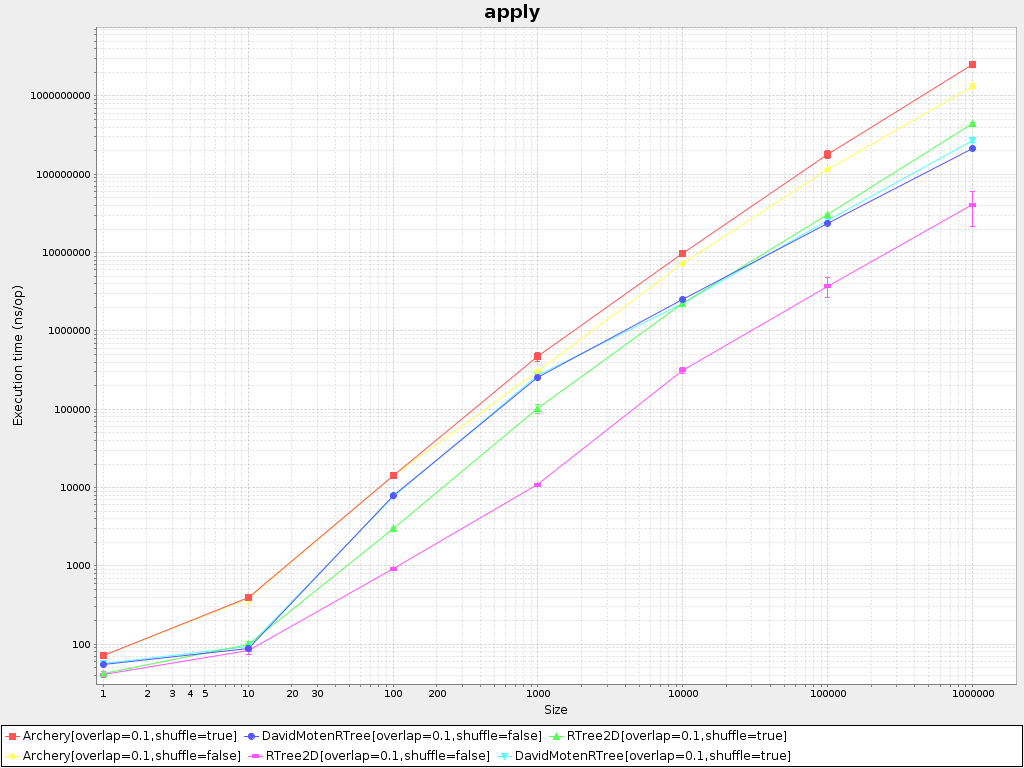 apply
Execution time (ns/op)
1000000000
100000000
10000000
1000000
100000
10000
1000
100
1 2 3 4 5 10 20 30 100 200 1000 10000 100000 1000000
Size
Archery[overlap=0.1,shuffle=true] DavidMotenRTree[overlap=0.1,shuffle=false] RTree2D[overlap=0.1,shuffle=true]
Archery[overlap=0.1,shuffle=false] RTree2D[overlap=0.1,shuffle=false] DavidMotenRTree[overlap=0.1,shuffle=true]